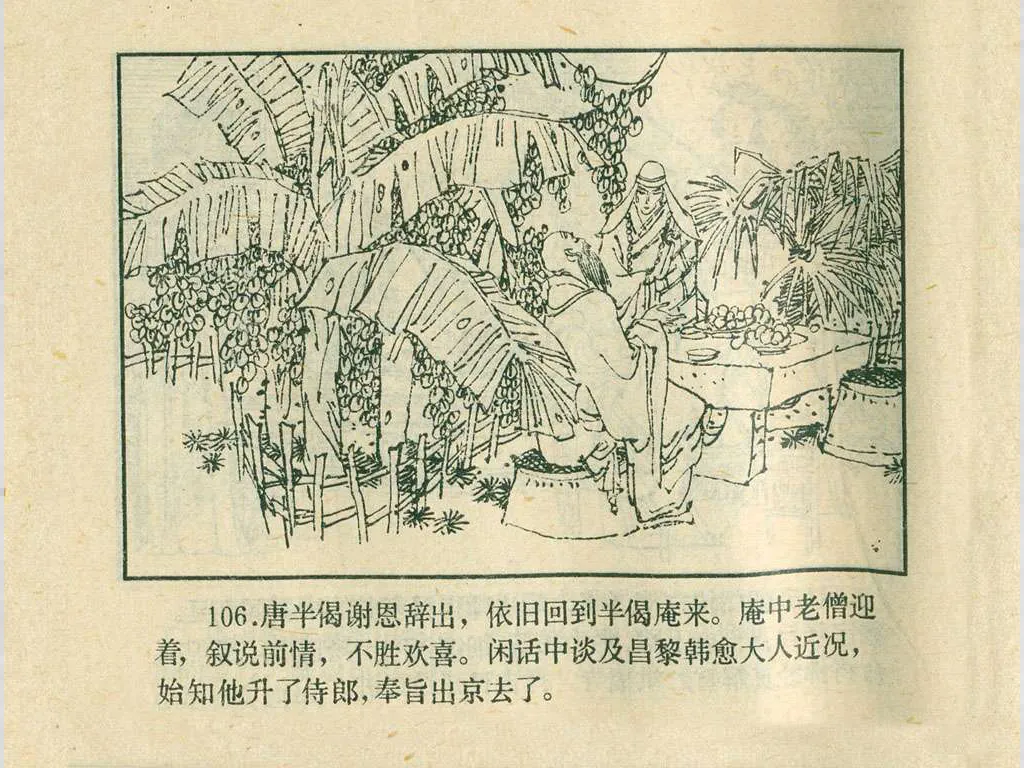 106.唐半偈谢恩辞出，依旧回到半偈庵来。庵中老僧迎
着，叙说前情，不胜欢喜。闲话中谈及昌黎韩愈大人近况，
始知他升了侍郎，奉旨出京去了。